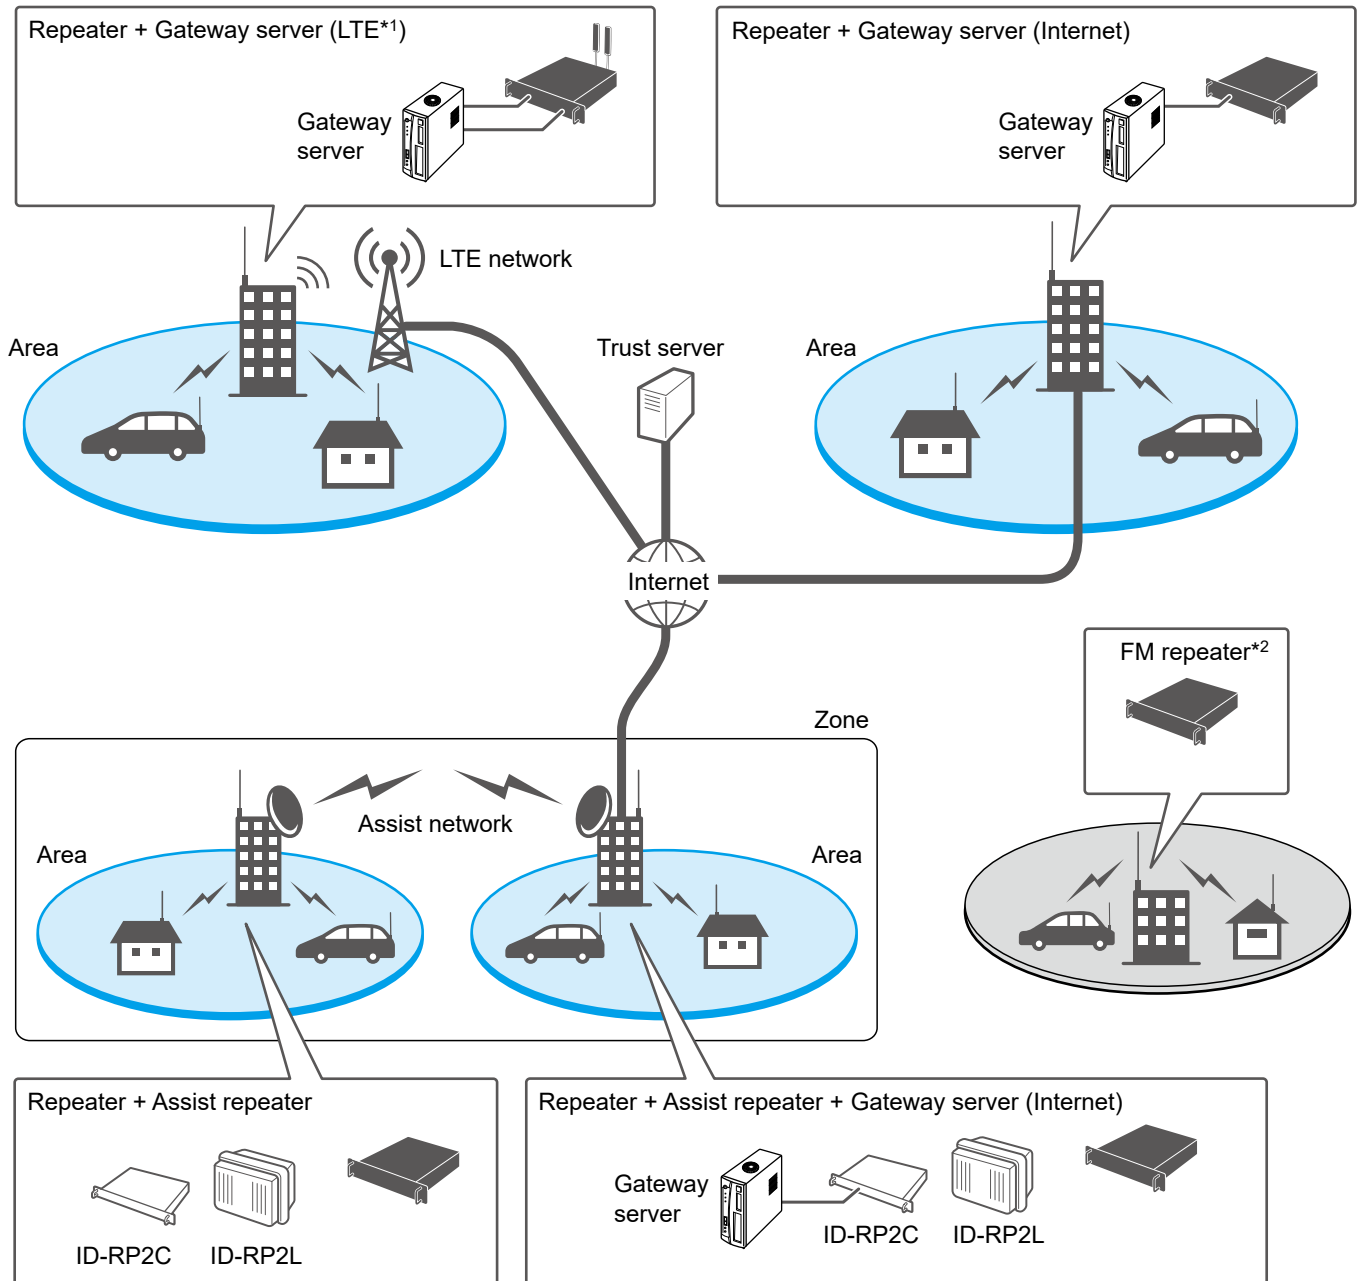 Repeater + Gateway server (LTE*1)
Gateway
server
Repeater + Gateway server (Internet)
Gateway
server
LTE network
Area
Trust server
Area
Internet
FM repeater*2
Zone
Assist network
Area
Area
Repeater + Assist repeater
ID-RP2C
ID-RP2L
Repeater + Assist repeater + Gateway server (Internet)
Gateway
server
ID-RP2C
ID-RP2L